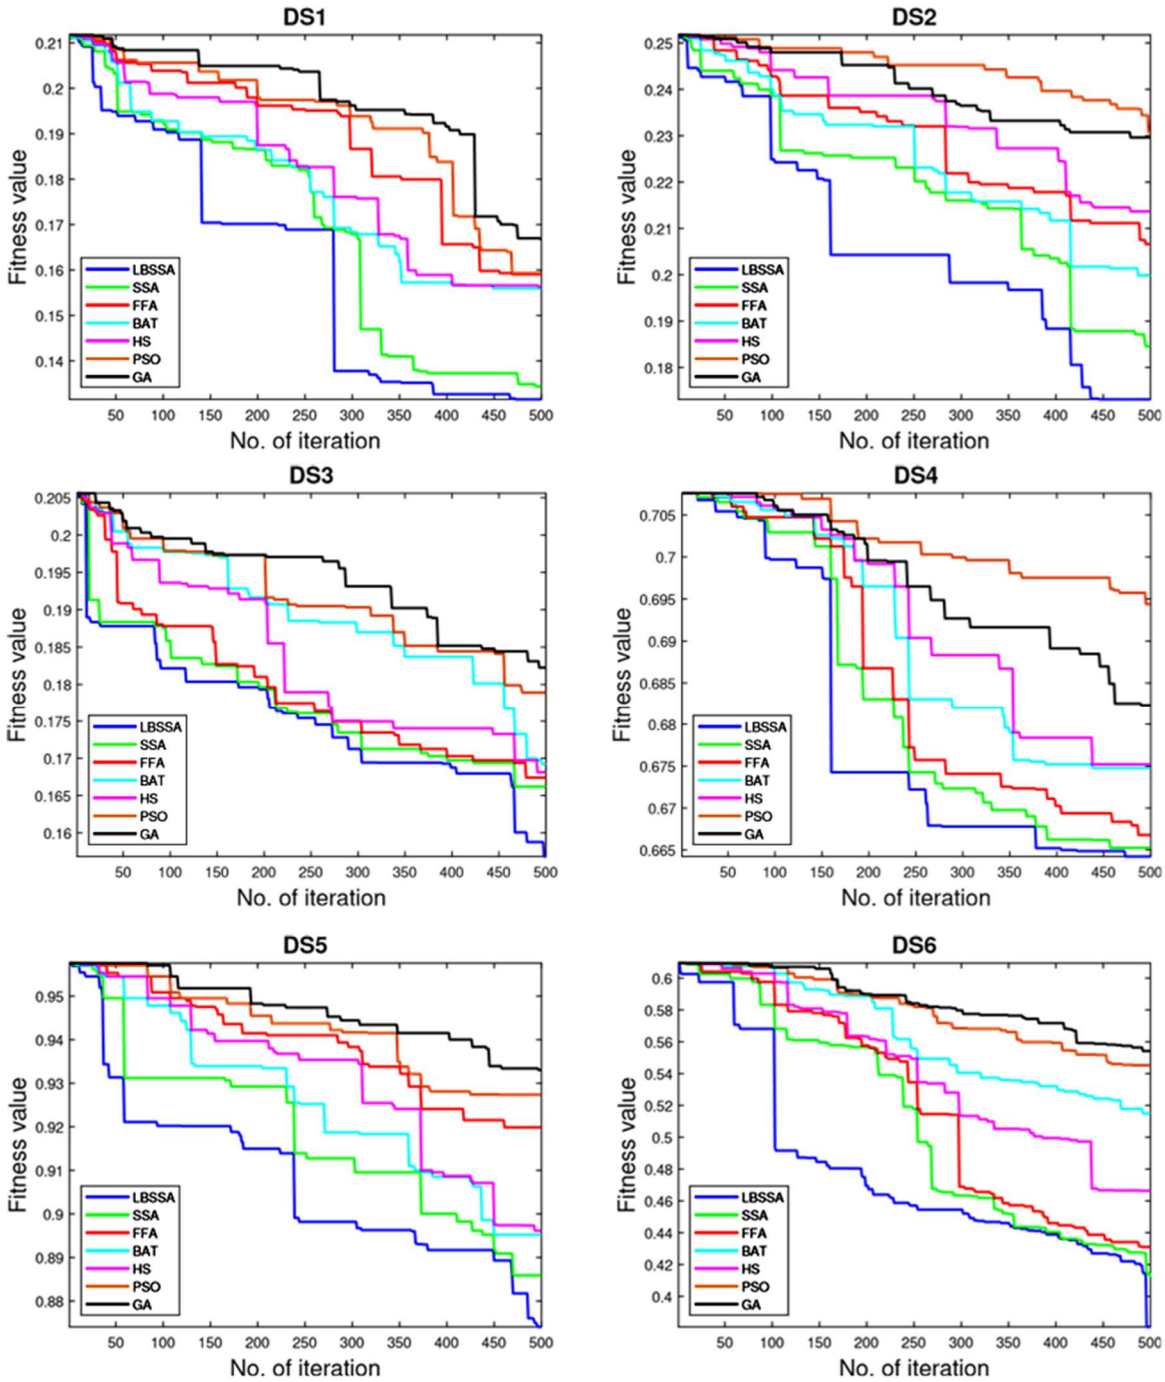 DS1
Fitness value
0.21
0.2
0.19
0.18
0.17
0.16
0.15
0.14
LBSSA
SSA
FFA
BAT
HS
PSO
GA
50 100 150 200 250 300 350 400 450 500
No. of iteration
DS2
Fitness value
0.25
0.24
0.23
0.22
0.21
0.2
0.19
0.18
LBSSA
SSA
FFA
BAT
HS
PSO
GA
50 100 150 200 250 300 350 400 450 500
No. of iteration
DS3
Fitness value
0.205
0.2
0.195
0.19
0.185
0.18
0.175
0.17
0.165
0.16
LBSSA
SSA
FFA
BAT
HS
PSO
GA
50 100 150 200 250 300 350 400 450 500
No. of iteration
DS4
Fitness value
0.705
0.7
0.695
0.69
0.685
0.68
0.675
0.67
0.665
LBSSA
SSA
FFA
BAT
HS
PSO
GA
50 100 150 200 250 300 350 400 450 500
No. of iteration
DS5
Fitness value
0.95
0.94
0.93
0.92
0.91
0.9
0.89
0.88
LBSSA
SSA
FFA
BAT
HS
PSO
GA
50 100 150 200 250 300 350 400 450 500
No. of iteration
DS6
Fitness value
0.6
0.58
0.56
0.54
0.52
0.5
0.48
0.46
0.44
0.42
0.4
LBSSA
SSA
FFA
BAT
HS
PSO
GA
50 100 150 200 250 300 350 400 450 500
No. of iteration